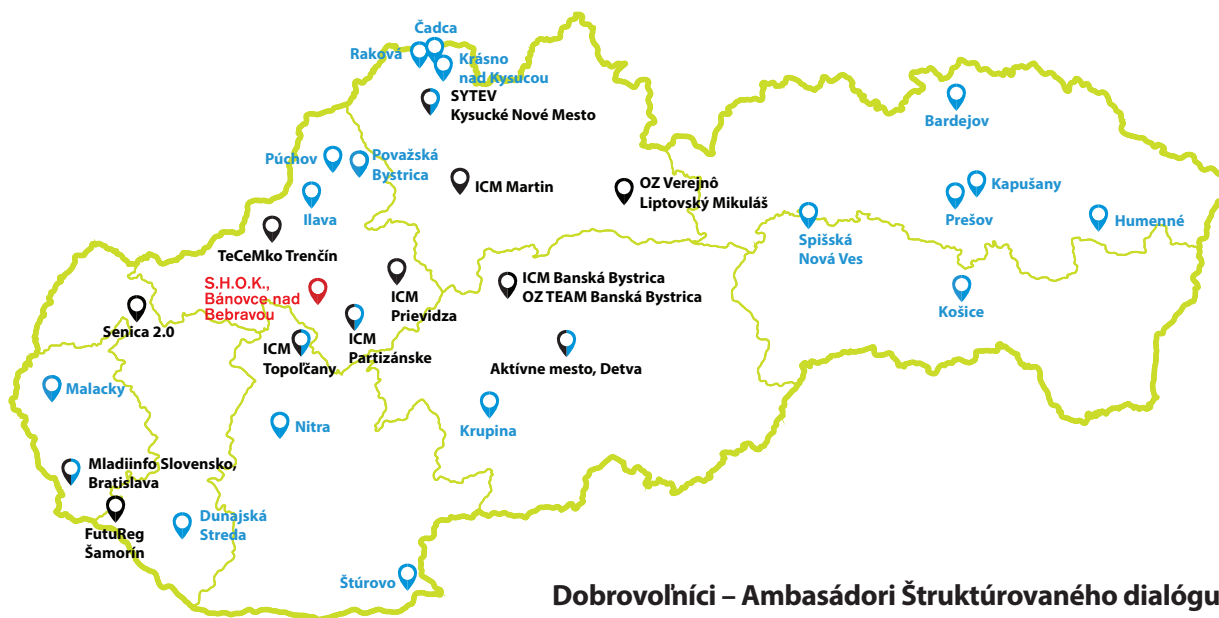 Čadca
Raková
Krásno
nad Kysucou
SYTEV
Kysucké Nové Mesto
Bardejov
Púchov
Považská
Bystrica
ICM Martin
OZ Verejnô
Liptovský Mikuláš
Kapušany
Prešov
Humenné
Ilava
Spišská
Nová Ves
TeCeMko Trenčín
S.H.O.K.,
Bánovce nad
Bebravou
ICM
Prievidza
ICM Banská Bystrica
OZ TEAM Banská Bystrica
Košice
Senica 2.0
ICM
Topoľčany
ICM
Partizánske
Aktívne mesto, Detva
Malacky
Nitra
Krupina
Mladiinfo Slovensko,
Bratislava
FutuReg
Šamorín
Dunajská
Streda
Štúrovo
Dobrovoľníci – Ambasádori Štruktúrovaného dialógu